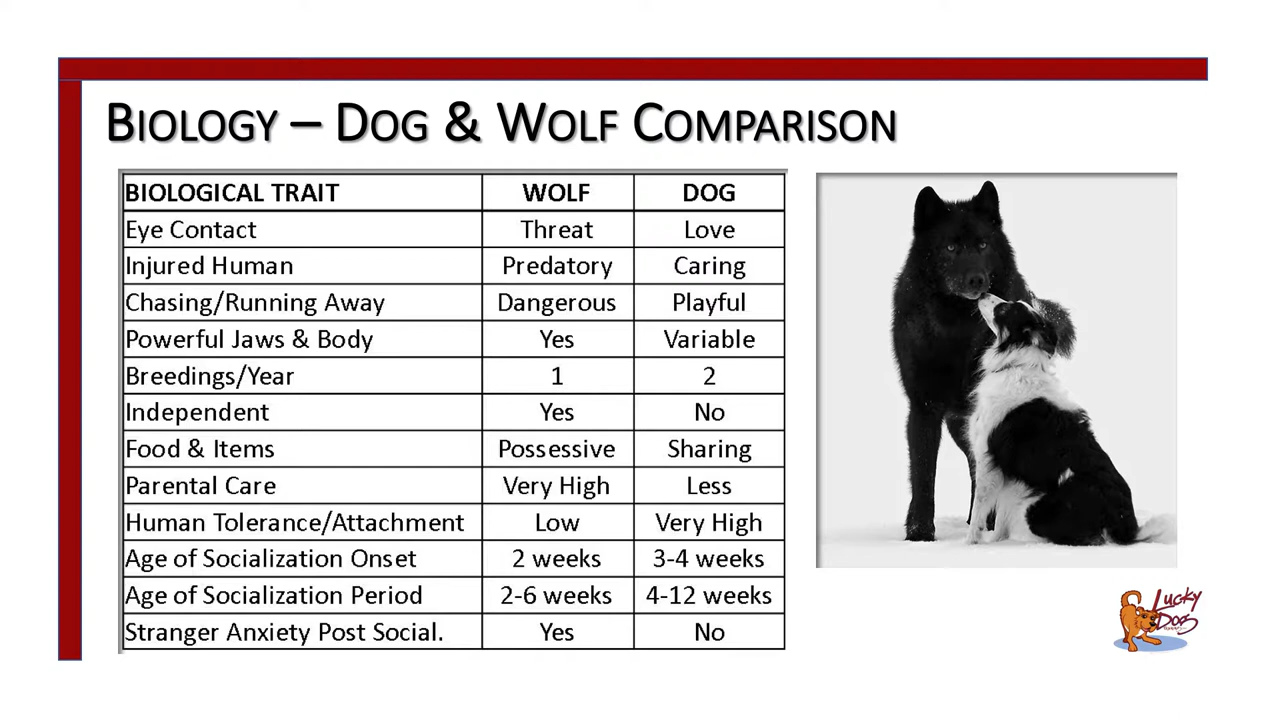 BIOLOGY – DOG & WOLF COMPARISON
BIOLOGICAL TRAIT WOLF DOG
Eye Contact Threat Love
Injured Human Predatory Caring
Chasing/Running Away Dangerous Playful
Powerful Jaws & Body Yes Variable
Breedings/Year 1 2
Independent Yes No
Food & Items Possessive Sharing
Parental Care Very High Less
Human Tolerance/Attachment Low Very High
Age of Socialization Onset 2 weeks 3-4 weeks
Age of Socialization Period 2-6 weeks 4-12 weeks
Stranger Anxiety Post Social. Yes No
Lucky
Dog